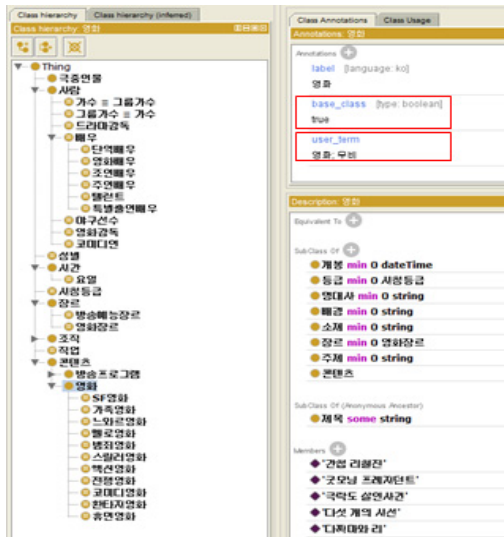 Class hierarchy
Class hierarchy (inferred)
Class hierarchy: 영화
Thing
극중인물
사람
가수 ≡ 그룹가수
그룹가수 ≡ 가수
드라마감독
배우
단역배우
영화배우
조연배우
주연배우
탤런트
특별출연배우
야구선수
영화감독
코미디언
성별
시간
요일
시청등급
장르
방송예능장르
영화장르
조직
직업
콘텐츠
방송프로그램
영화
SF영화
가족영화
느와르영화
멜로영화
범죄영화
스릴러영화
액션영화
전쟁영화
코미디영화
환타지영화
휴먼영화
Class Annotations
Class Usage
Annotations: 영화
Annotations
label [language: ko]
영화
base_class [type: boolean]
true
user_term
영화; 무비
Description: 영화
Equivalent To
SubClass Of
개봉 min 0 dateTime
등급 min 0 시청등급
명대사 min 0 string
배경 min 0 string
소재 min 0 string
장르 min 0 영화장르
주제 min 0 string
콘텐츠
SubClass Of (Anonymous Ancestor)
제목 some string
Members
'간첩 리철진'
'굿모닝 프레지던트'
'극락도 살인사건'
'다섯 개의 시선'
'다찌마와 리'